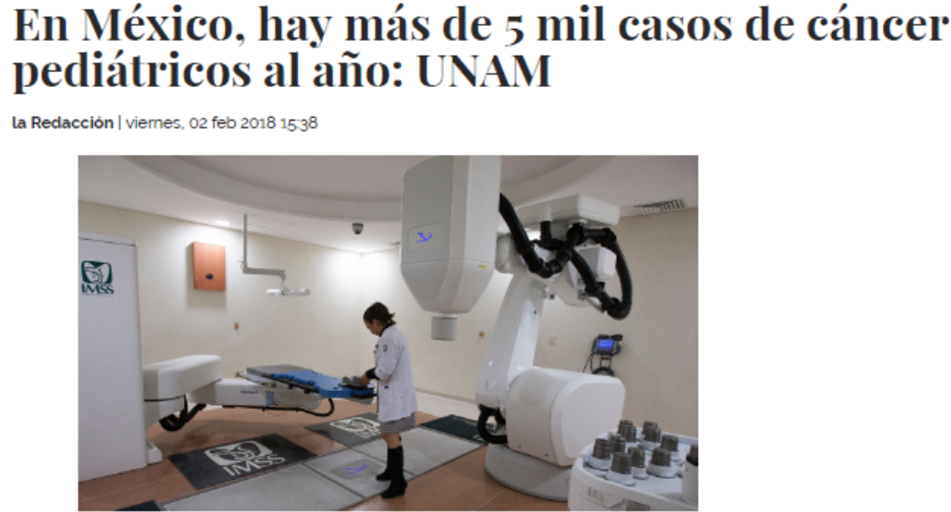 En México, hay más de 5 mil casos de cáncer
pediátricos al año: UNAM
la Redacción | viernes, 02 feb 2018 15:38
IMSS
IMSS